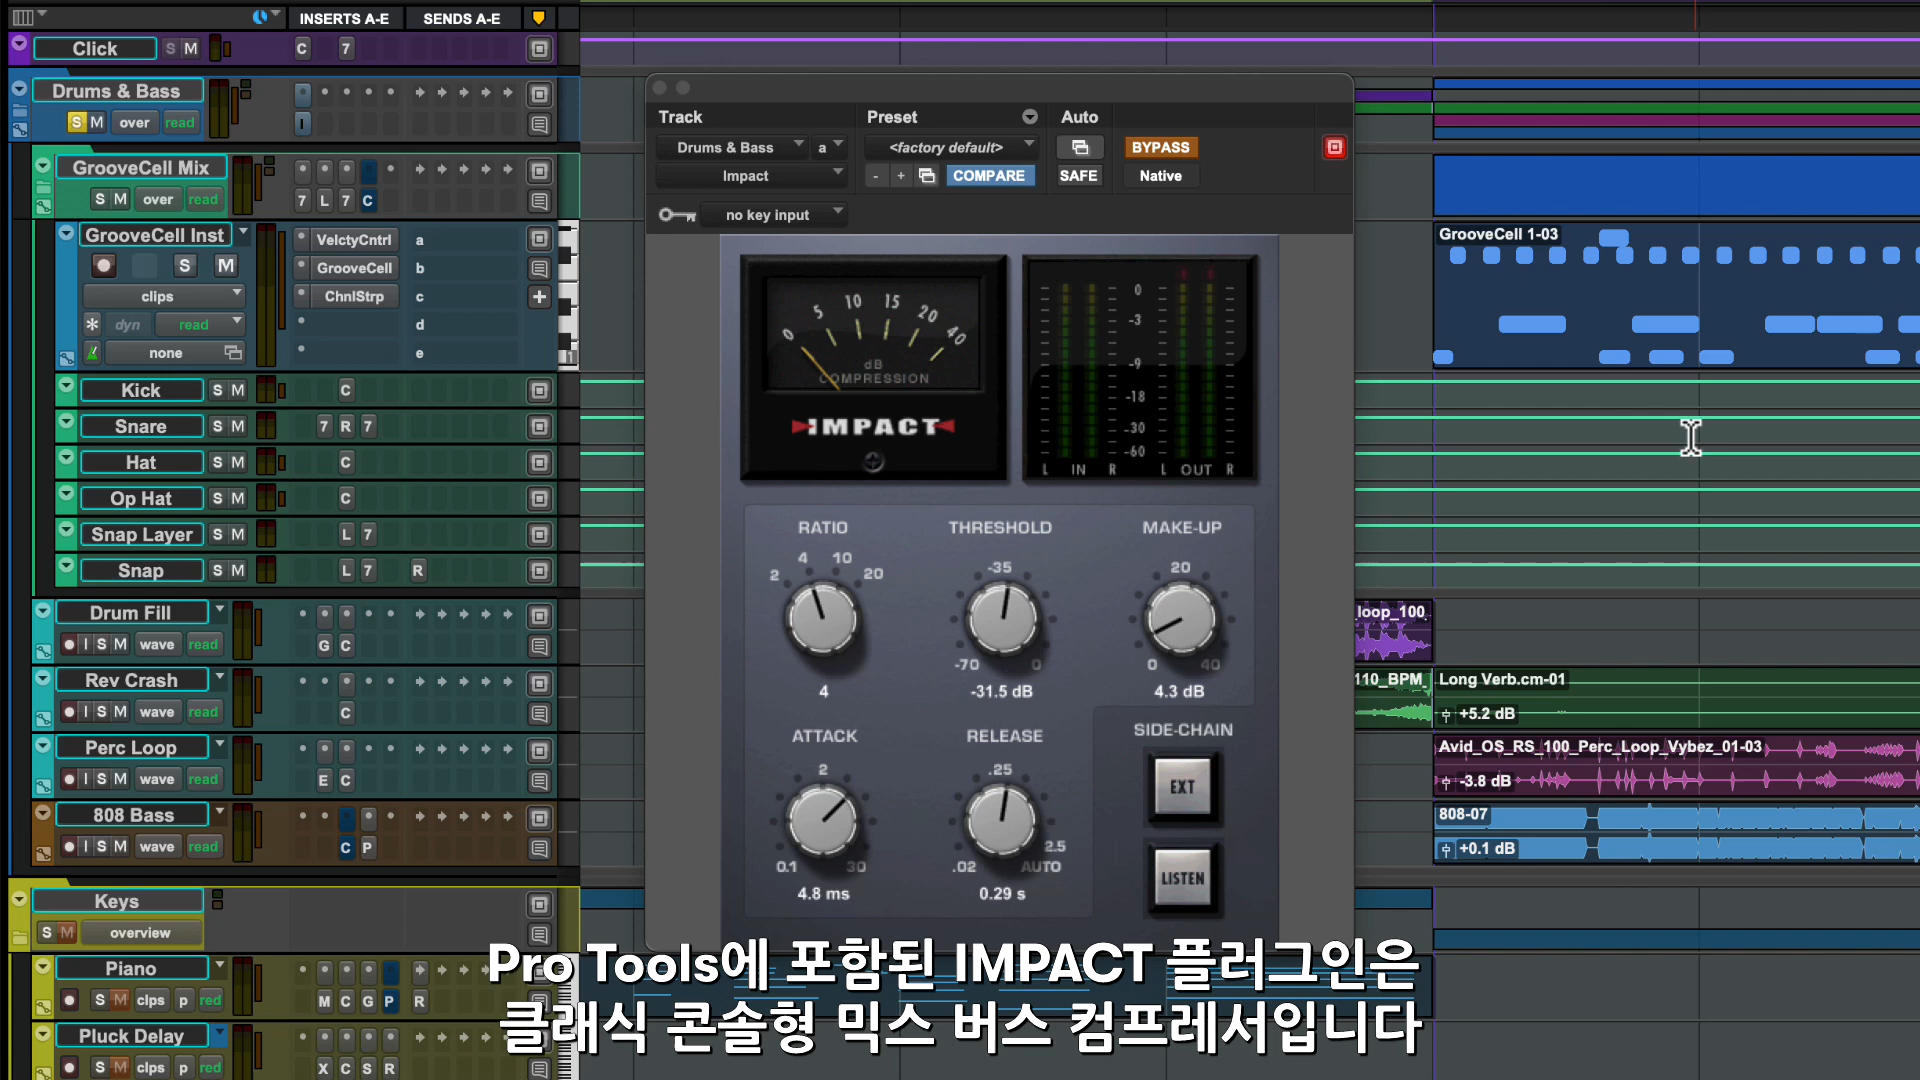 INSERTS A-E SENDS A-E
Click S M C 7
Drums & Bass
S M over read I
GrooveCell Mix
S M over read 7 L 7 C
GrooveCell Inst VelctyCntrl a
S M GrooveCell b
clips ChnlStrp c
dyn read d
none e
1
Kick S M C
Snare S M 7 R 7
Hat S M C
Op Hat S M C
Snap Layer S M L 7
Snap S M L 7 R
Drum Fill
I S M wave read G C
Rev Crash
I S M wave read C
Perc Loop
I S M wave read E C
808 Bass
I S M wave read C P
Keys
S M overview
Piano
S M clps p red M C G P R
Pluck Delay
S M clps p red X C S R
Track Preset Auto
Drums & Bass a <factory default> BYPASS
Impact - + COMPARE SAFE Native
no key input
0 5 10 15 20 40
dB
COMPRESSION
IMPACT
0
-3
-9
-18
-30
-60
L IN R L OUT R
RATIO THRESHOLD MAKE-UP
2 4 10 20 -35 20
-70 0 0 40
4 -31.5 dB 4.3 dB
ATTACK RELEASE SIDE-CHAIN
2 .25
EXT
0.1 30 .02 2.5 AUTO
4.8 ms 0.29 s
LISTEN
GrooveCell 1-03
loop_100
110_BPM_ Long Verb.cm-01
+5.2 dB
Avid_OS_RS_100_Perc_Loop_Vybez_01-03
-3.8 dB
808-07
+0.1 dB
Pro Tools에 포함된 IMPACT 플러그인은
클래식 콘솔형 믹스 버스 컴프레서입니다